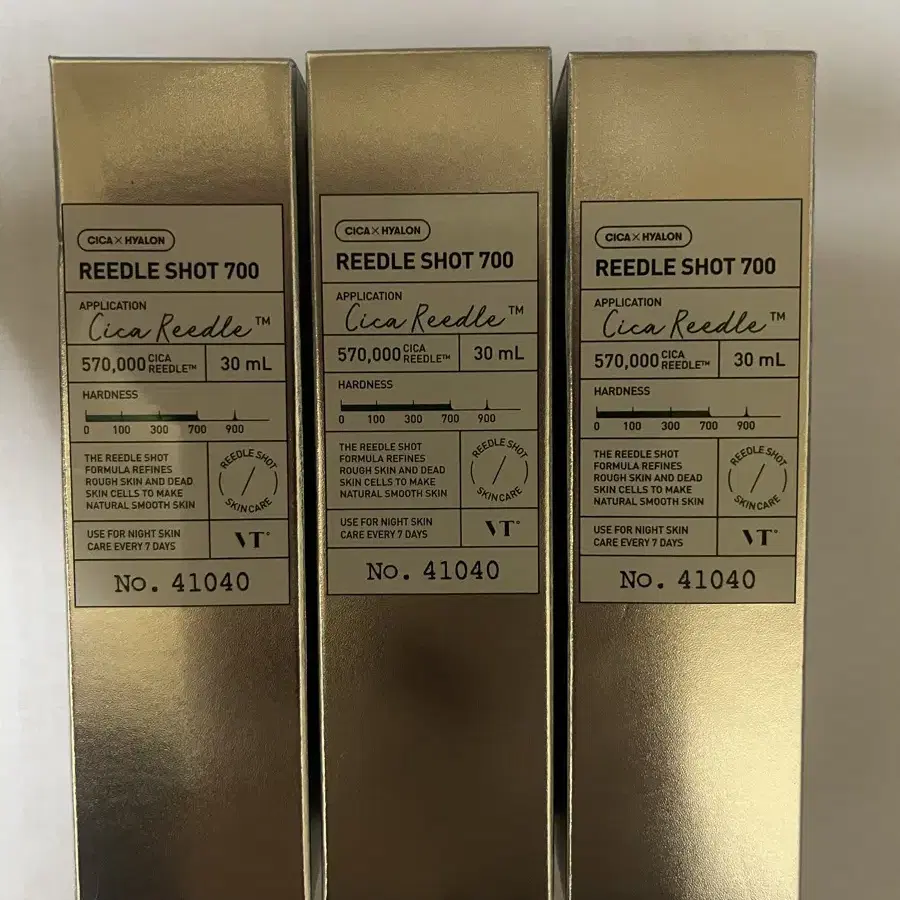 CICA×HYALON
REEDLE SHOT 700
APPLICATION
Cica Reedle™
570,000 CICA REEDLE™
30 mL
HARDNESS
0 100 300 700 900
THE REEDLE SHOT
FORMULA REFINES
ROUGH SKIN AND DEAD
SKIN CELLS TO MAKE
NATURAL SMOOTH SKIN
REEDLE SHOT
SKIN CARE
USE FOR NIGHT SKIN
CARE EVERY 7 DAYS
VT°
No. 41040
CICA×HYALON
REEDLE SHOT 700
APPLICATION
Cica Reedle™
570,000 CICA REEDLE™
30 mL
HARDNESS
0 100 300 700 900
THE REEDLE SHOT
FORMULA REFINES
ROUGH SKIN AND DEAD
SKIN CELLS TO MAKE
NATURAL SMOOTH SKIN
REEDLE SHOT
SKIN CARE
USE FOR NIGHT SKIN
CARE EVERY 7 DAYS
VT°
No. 41040
CICA×HYALON
REEDLE SHOT 700
APPLICATION
Cica Reedle™
570,000 CICA REEDLE™
30 mL
HARDNESS
0 100 300 700 900
THE REEDLE SHOT
FORMULA REFINES
ROUGH SKIN AND DEAD
SKIN CELLS TO MAKE
NATURAL SMOOTH SKIN
REEDLE SHOT
SKIN CARE
USE FOR NIGHT SKIN
CARE EVERY 7 DAYS
VT°
No. 41040